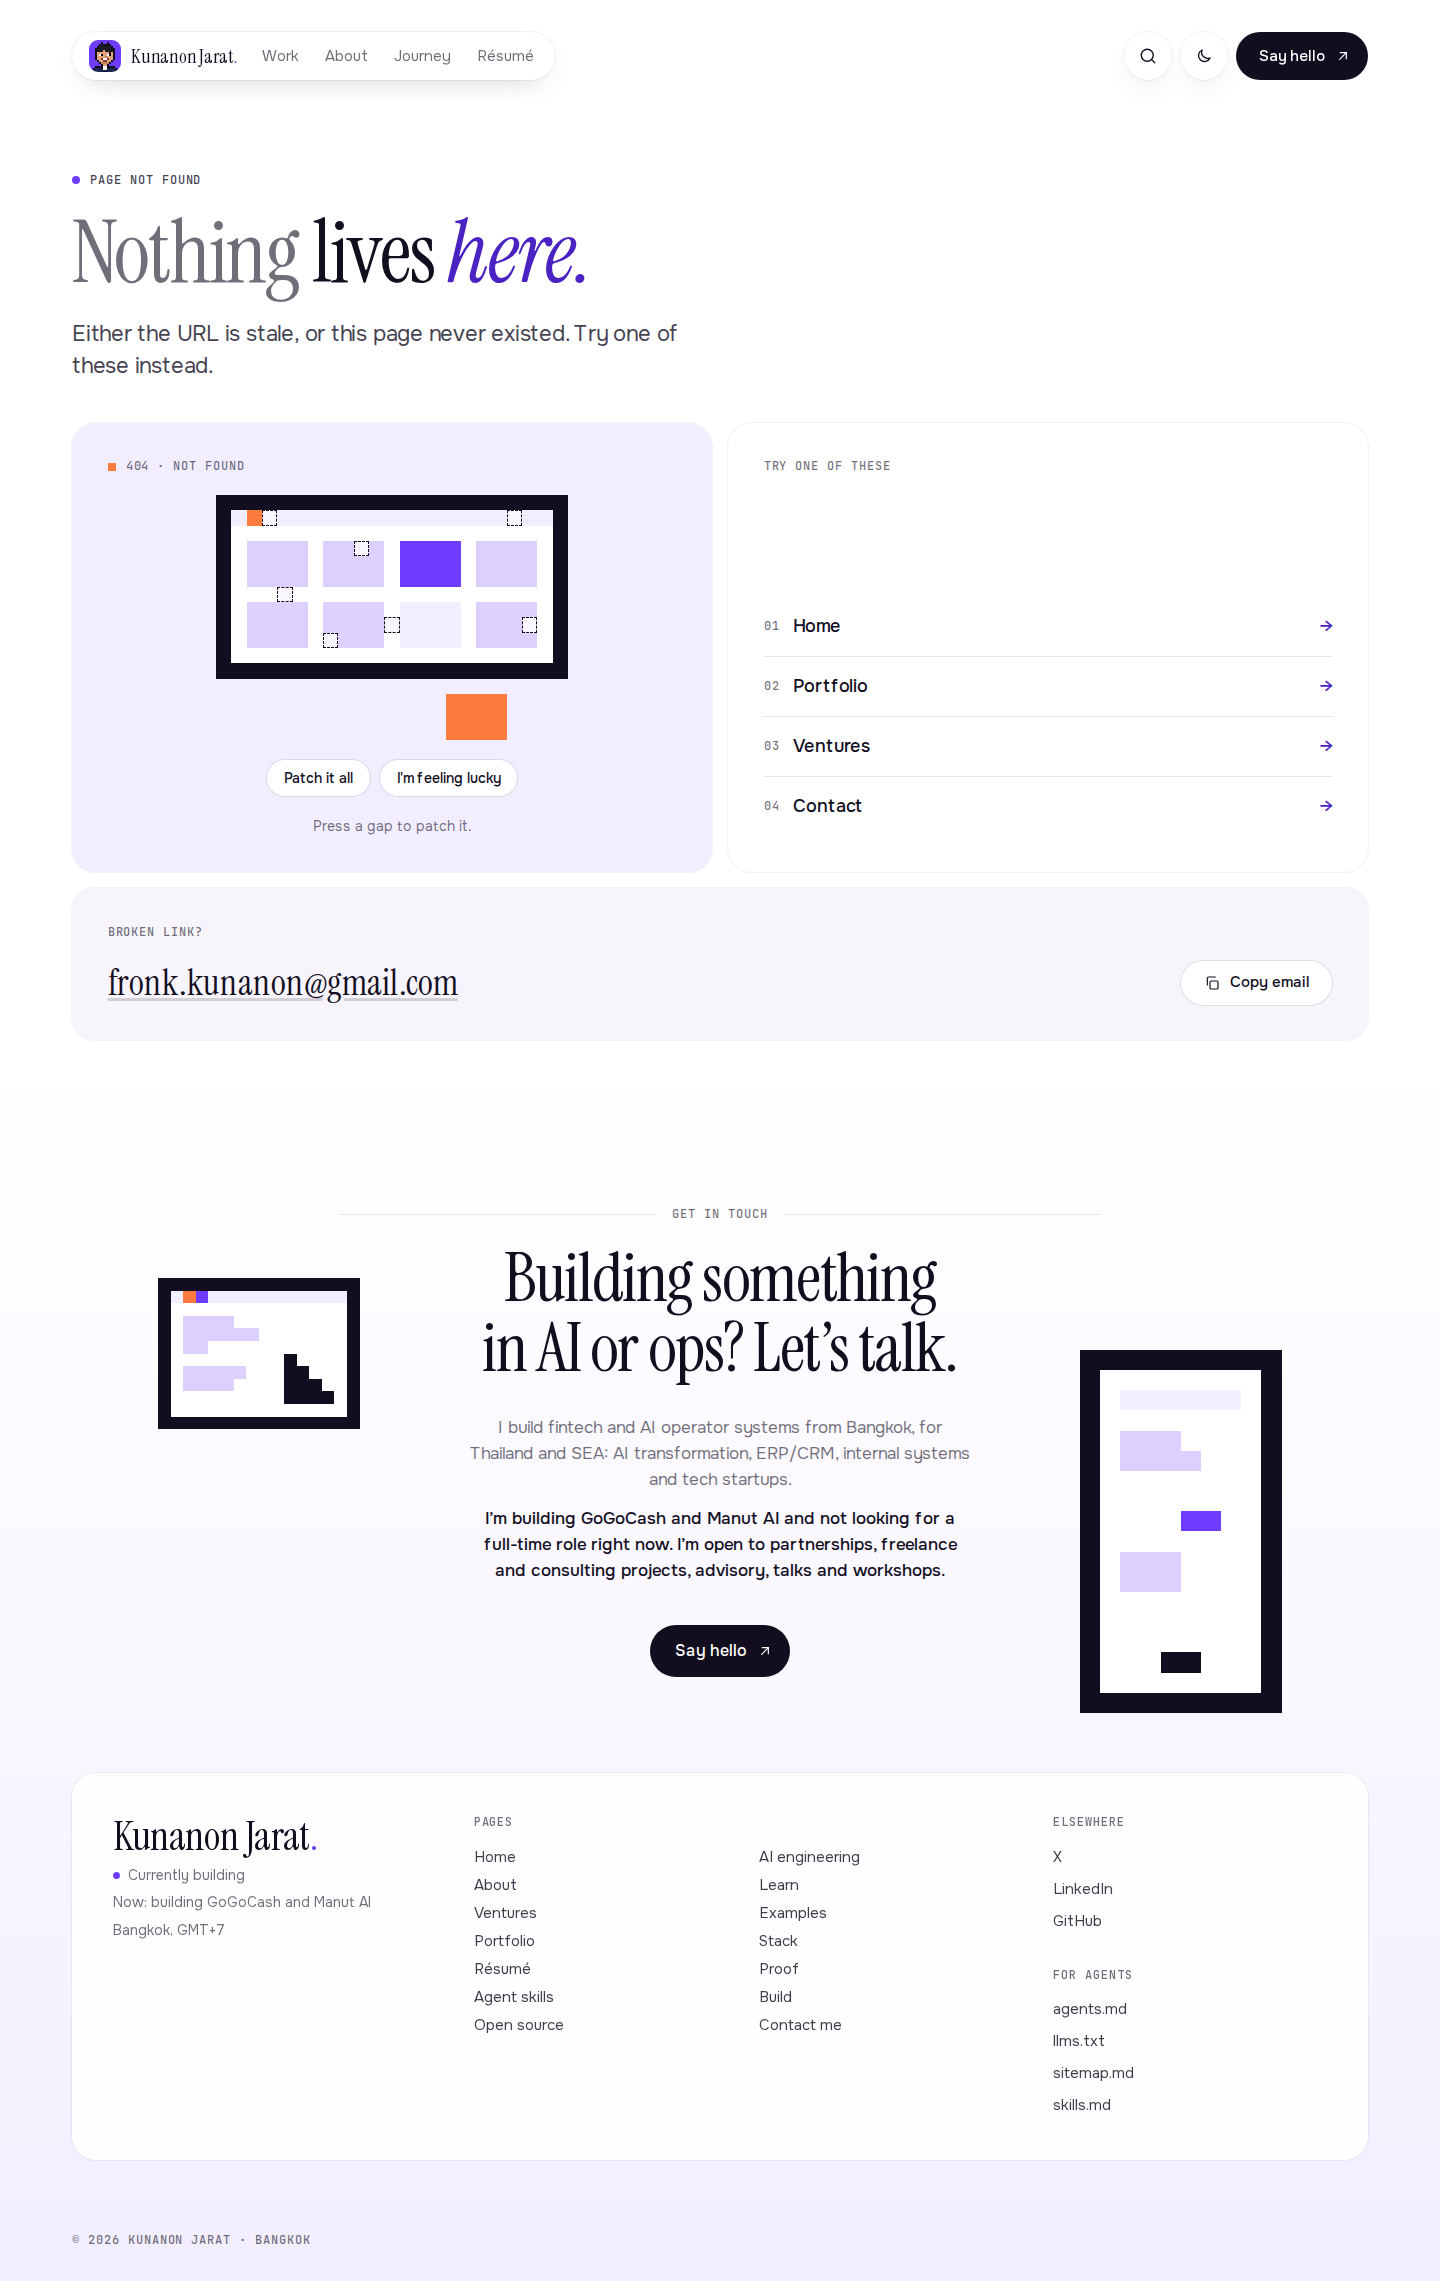 Kunanon Jarat.
Work
About
Journey
Résumé
Say hello
PAGE NOT FOUND
Nothing lives here.
Either the URL is stale, or this page never existed. Try one of
these instead.
404 · NOT FOUND
Patch it all
I'm feeling lucky
Press a gap to patch it.
TRY ONE OF THESE
01 Home
02 Portfolio
03 Ventures
04 Contact
BROKEN LINK?
fronk.kunanon@gmail.com
Copy email
GET IN TOUCH
Building something
in AI or ops? Let’s talk.
I build fintech and AI operator systems from Bangkok, for
Thailand and SEA: AI transformation, ERP/CRM, internal systems
and tech startups.
I’m building GoGoCash and Manut AI and not looking for a
full-time role right now. I’m open to partnerships, freelance
and consulting projects, advisory, talks and workshops.
Say hello
Kunanon Jarat.
Currently building
Now: building GoGoCash and Manut AI
Bangkok, GMT+7
PAGES
Home
About
Ventures
Portfolio
Résumé
Agent skills
Open source
AI engineering
Learn
Examples
Stack
Proof
Build
Contact me
ELSEWHERE
X
LinkedIn
GitHub
FOR AGENTS
agents.md
llms.txt
sitemap.md
skills.md
© 2026 KUNANON JARAT · BANGKOK